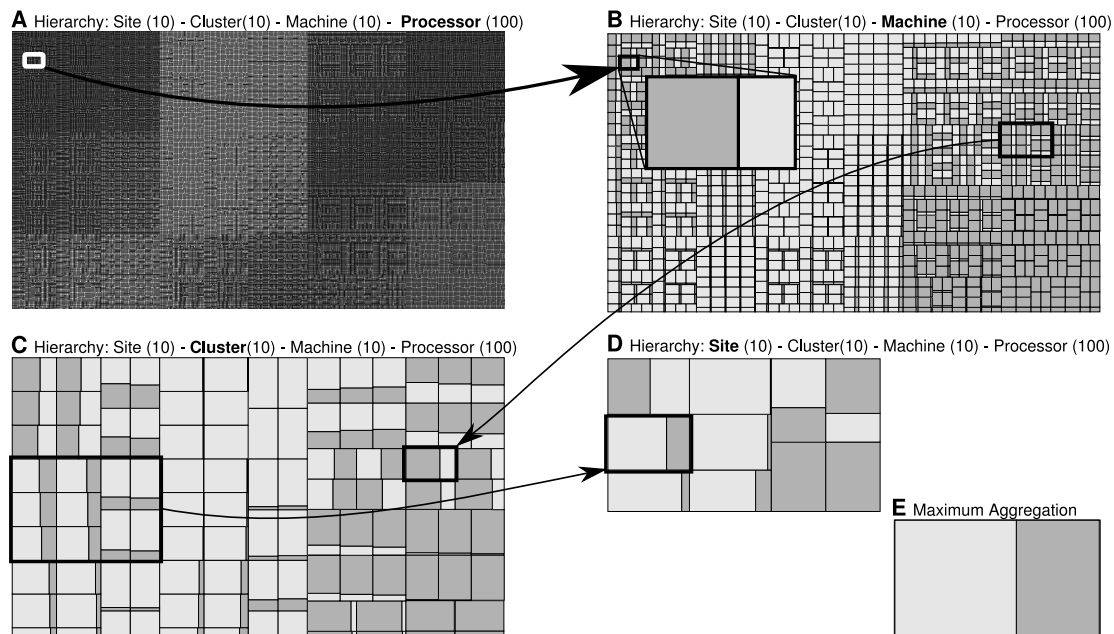 A Hierarchy: Site (10) - Cluster(10) - Machine (10) - Processor (100)
B Hierarchy: Site (10) - Cluster(10) - Machine (10) - Processor (100)
C Hierarchy: Site (10) - Cluster(10) - Machine (10) - Processor (100)
D Hierarchy: Site (10) - Cluster(10) - Machine (10) - Processor (100)
E Maximum Aggregation